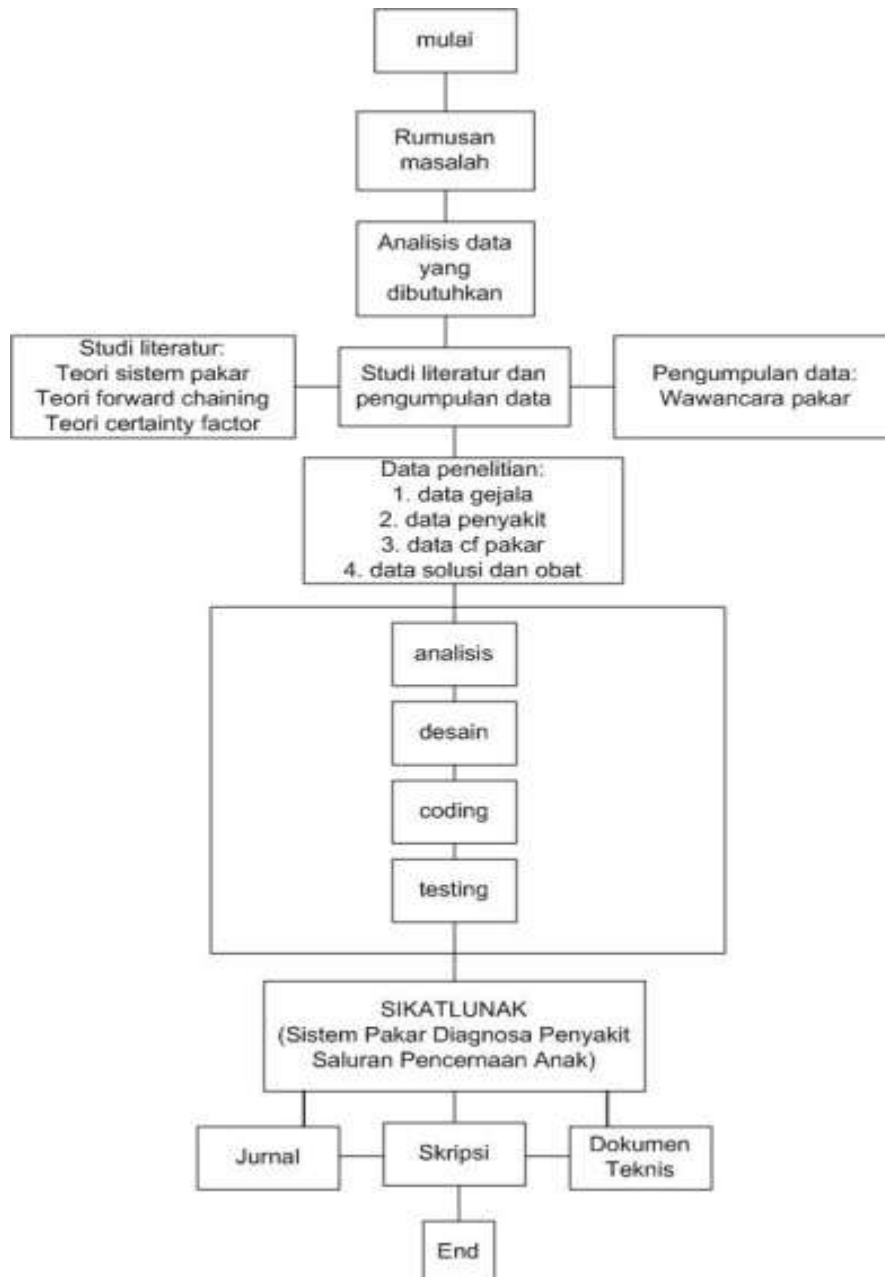 mulai
Rumusan
masalah
Analisis data
yang
dibutuhkan
Studi literatur:
Teori sistem pakar
Teori forward chaining
Teori certainty factor
Studi literatur dan
pengumpulan data
Pengumpulan data:
Wawancara pakar
Data penelitian:
1. data gejala
2. data penyakit
3. data cf pakar
4. data solusi dan obat
analisis
desain
coding
testing
SIKATLUNAK
(Sistem Pakar Diagnosa Penyakit
Saluran Pencernaan Anak)
Jurnal
Skripsi
Dokumen
Teknis
End